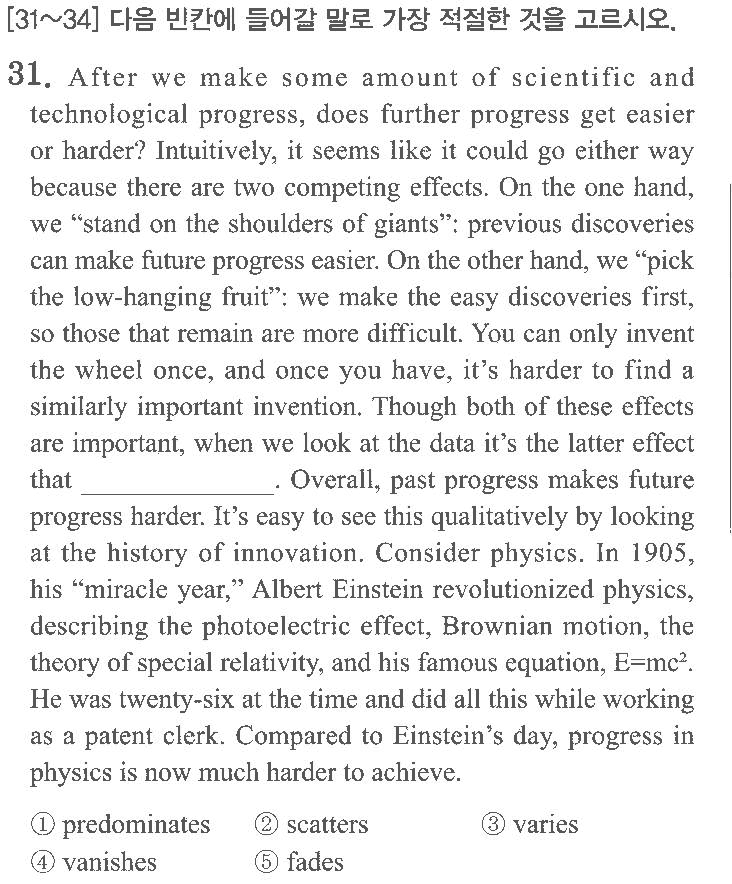 [31~34] 다음 빈칸에 들어갈 말로 가장 적절한 것을 고르시오.
31. After we make some amount of scientific and
technological progress, does further progress get easier
or harder? Intuitively, it seems like it could go either way
because there are two competing effects. On the one hand,
we “stand on the shoulders of giants”: previous discoveries
can make future progress easier. On the other hand, we “pick
the low-hanging fruit”: we make the easy discoveries first,
so those that remain are more difficult. You can only invent
the wheel once, and once you have, it’s harder to find a
similarly important invention. Though both of these effects
are important, when we look at the data it’s the latter effect
that ______________. Overall, past progress makes future
progress harder. It’s easy to see this qualitatively by looking
at the history of innovation. Consider physics. In 1905,
his “miracle year,” Albert Einstein revolutionized physics,
describing the photoelectric effect, Brownian motion, the
theory of special relativity, and his famous equation, E=mc².
He was twenty-six at the time and did all this while working
as a patent clerk. Compared to Einstein’s day, progress in
physics is now much harder to achieve.
① predominates ② scatters ③ varies
④ vanishes ⑤ fades